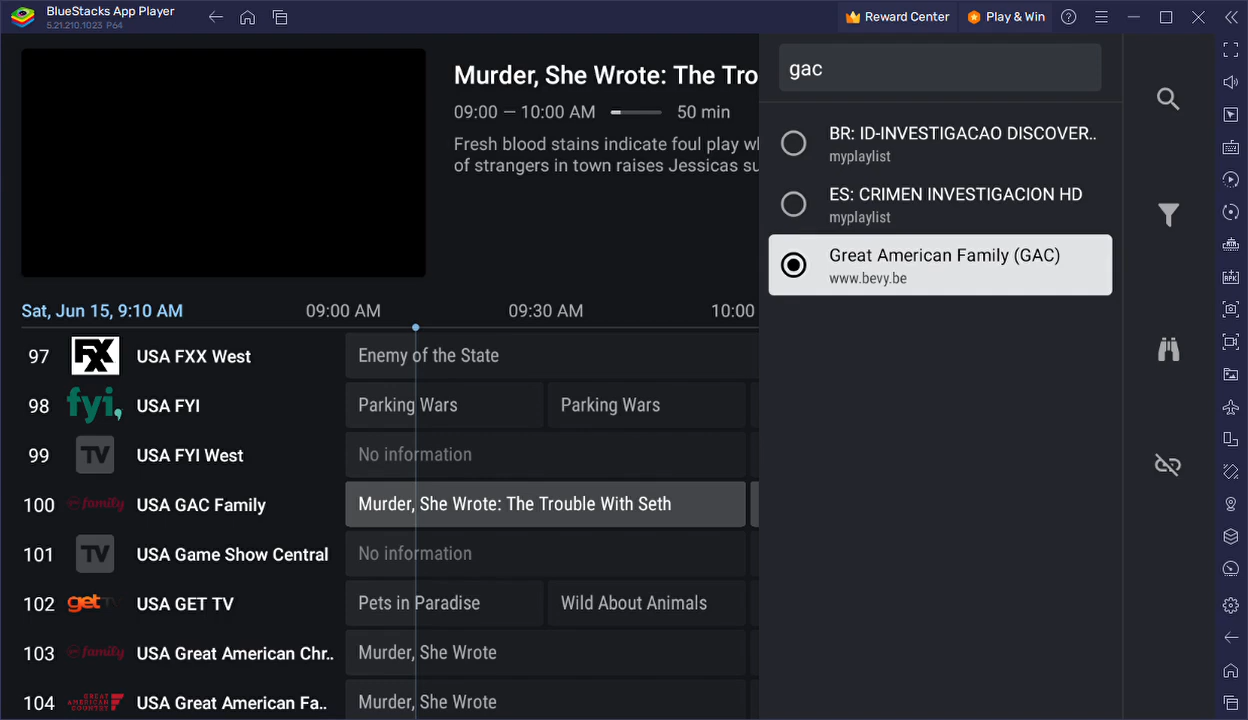 BlueStacks App Player
5.21.210.1023 P64
Reward Center
Play & Win
Murder, She Wrote: The Tro
09:00 — 10:00 AM
50 min
Fresh blood stains indicate foul play wh
of strangers in town raises Jessicas su
gac
BR: ID-INVESTIGACAO DISCOVER..
myplaylist
ES: CRIMEN INVESTIGACION HD
myplaylist
Great American Family (GAC)
www.bevy.be
Sat, Jun 15, 9:10 AM
09:00 AM
09:30 AM
10:00
97 FXX USA FXX West Enemy of the State
98 fyi, USA FYI Parking Wars Parking Wars
99 TV USA FYI West No information
100 family USA GAC Family Murder, She Wrote: The Trouble With Seth
101 TV USA Game Show Central No information
102 get TV USA GET TV Pets in Paradise Wild About Animals
103 family USA Great American Chr.. Murder, She Wrote
104 GREAT AMERICAN COUNTRY USA Great American Fa.. Murder, She Wrote
APK